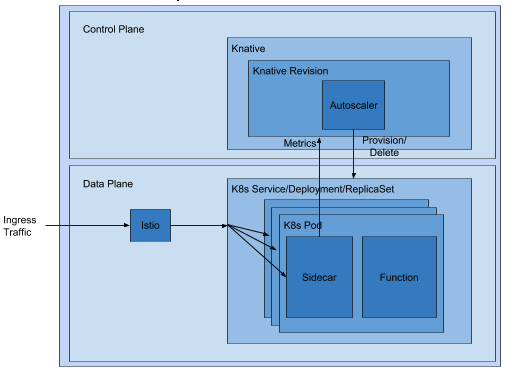 Control Plane
Knative
Knative Revision
Autoscaler
Metrics
Provision/
Delete
Data Plane
K8s Service/Deployment/ReplicaSet
Ingress
Traffic
Istio
K8s Pod
Sidecar
Function